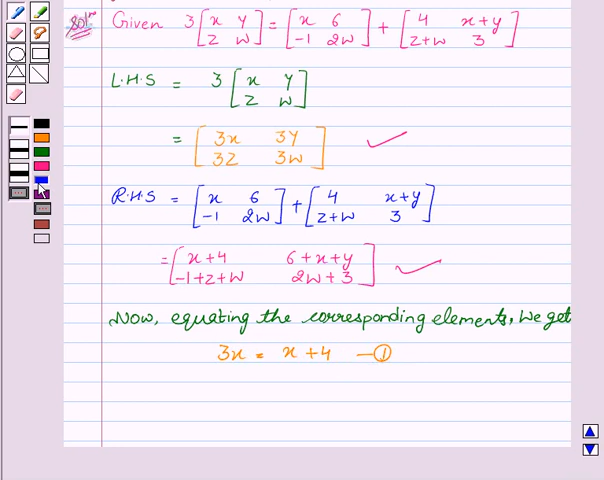 Soln Given 3 [x y] = [x 6] + [4 x+y]
[z w] [-1 2w] [z+w 3]
L.H.S = 3 [x y]
[z w]
= [3x 3y]
[3z 3w]
R.H.S = [x 6] + [4 x+y]
[-1 2w] [z+w 3]
= [x+4 6+x+y]
[-1+z+w 2w+3]
Now, equating the corresponding elements, we get
3x = x+4 —①